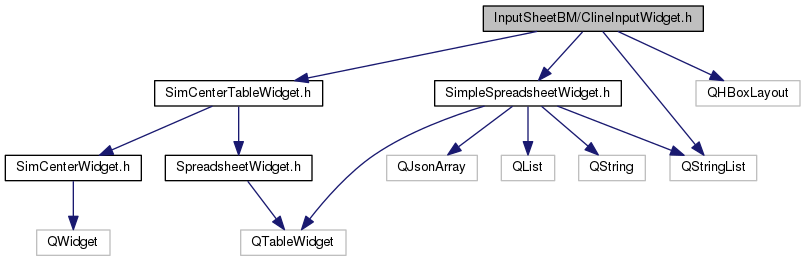 InputSheetBM/ClineInputWidget.h
SimCenterTableWidget.h
SimpleSpreadsheetWidget.h
QHBoxLayout
SimCenterWidget.h
SpreadsheetWidget.h
QJsonArray
QList
QString
QStringList
QWidget
QTableWidget